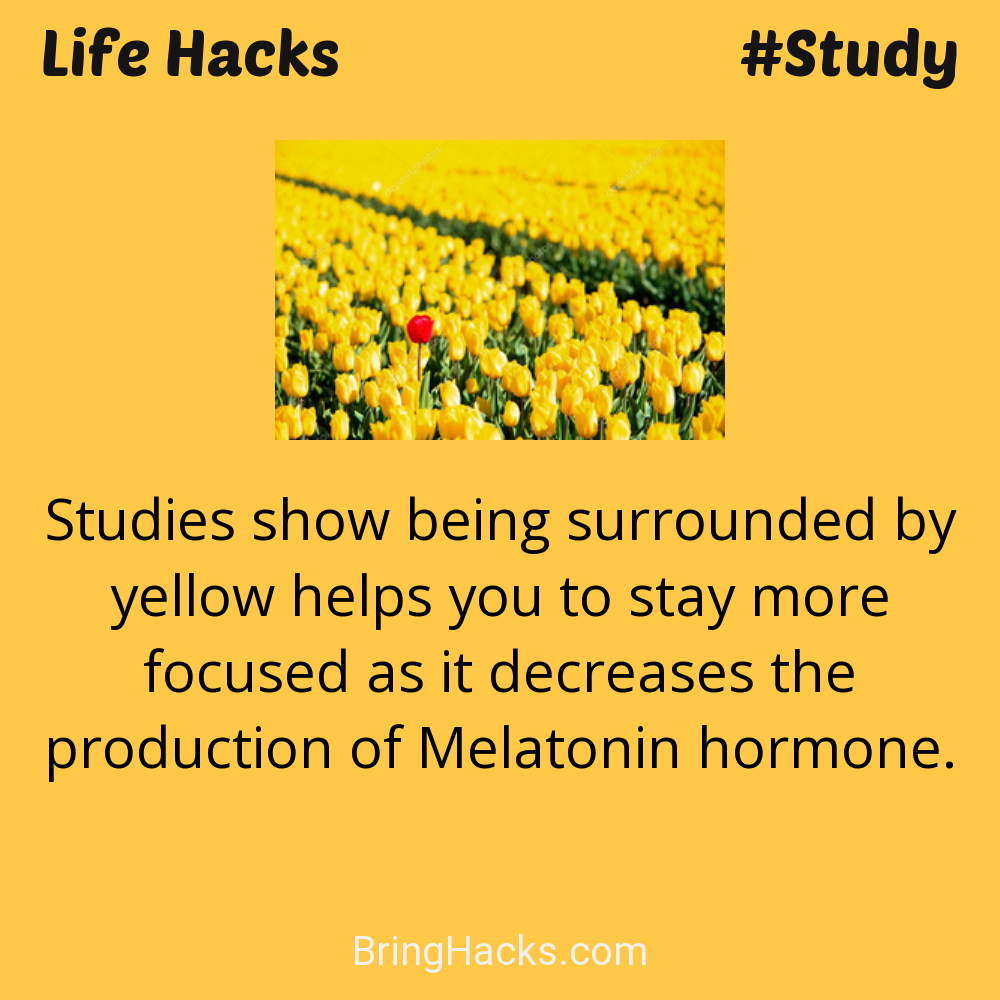 Life Hacks
#Study
Studies show being surrounded by
yellow helps you to stay more
focused as it decreases the
production of Melatonin hormone.
BringHacks.com